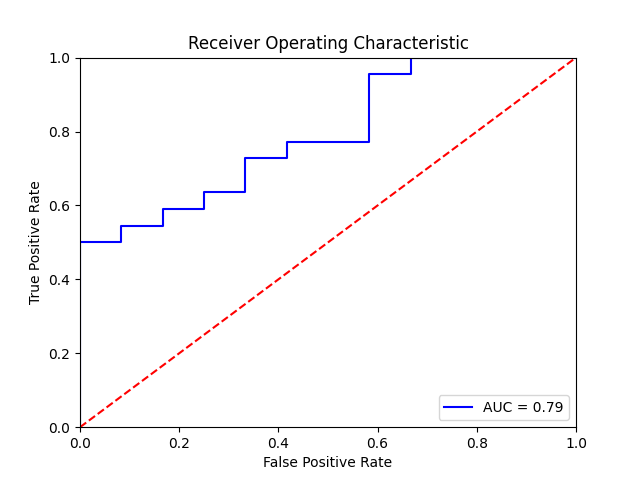 Receiver Operating Characteristic
True Positive Rate
1.0
0.8
0.6
0.4
0.2
0.0
AUC = 0.79
0.0 0.2 0.4 0.6 0.8 1.0
False Positive Rate